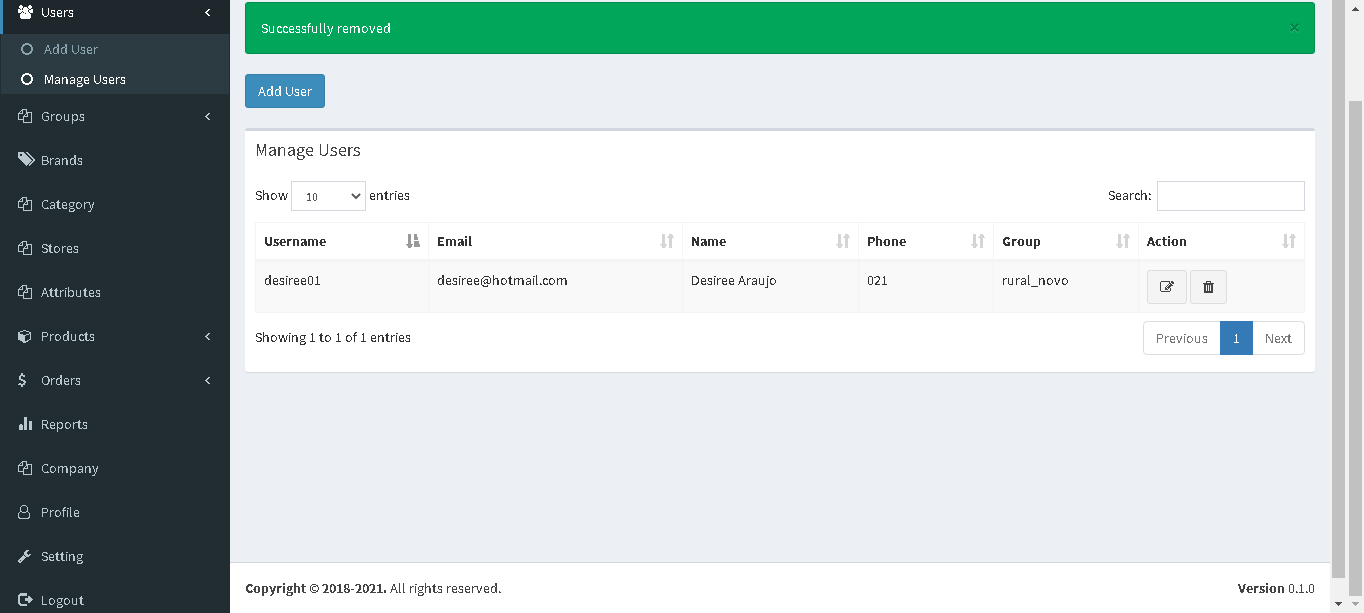 Users
Add User
Manage Users
Groups
Brands
Category
Stores
Attributes
Products
Orders
Reports
Company
Profile
Setting
Logout
Successfully removed ×
Add User
Manage Users
Show 10 entries Search:
Username Email Name Phone Group Action
desiree01 desiree@hotmail.com Desiree Araujo 021 rural_novo
Showing 1 to 1 of 1 entries Previous 1 Next
Copyright © 2018-2021. All rights reserved. Version 0.1.0